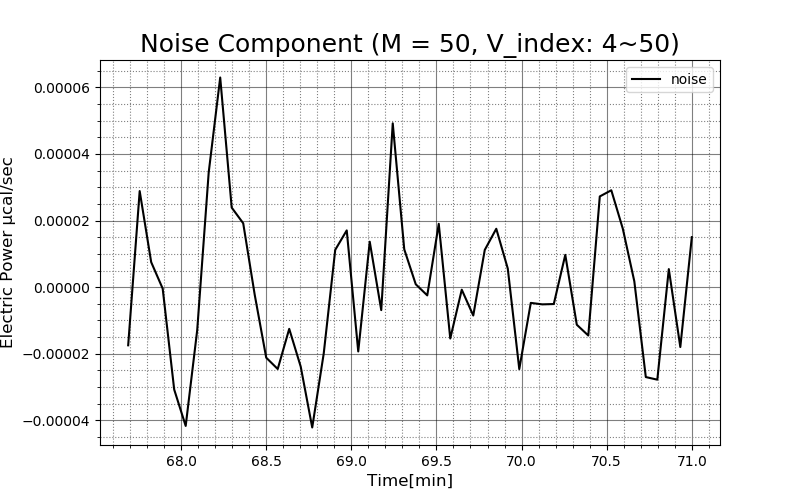 Noise Component (M = 50, V_index: 4~50)
noise
0.00006
0.00004
0.00002
0.00000
−0.00002
−0.00004
Electric Power μcal/sec
68.0 68.5 69.0 69.5 70.0 70.5 71.0
Time[min]